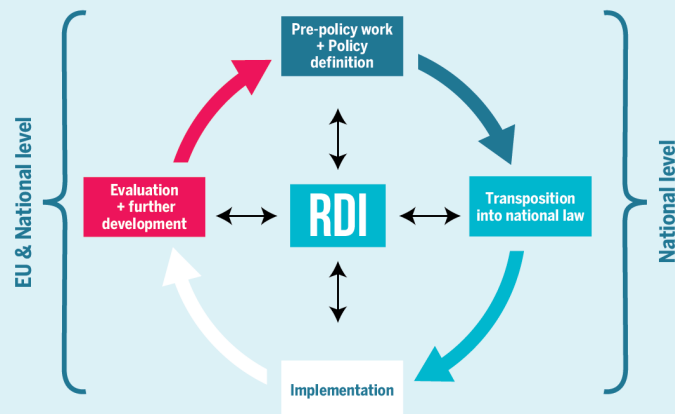 Pre-policy work
+ Policy
definition
EU & National level
Evaluation
+ further
development
RDI
Transposition
into national law
National level
Implementation